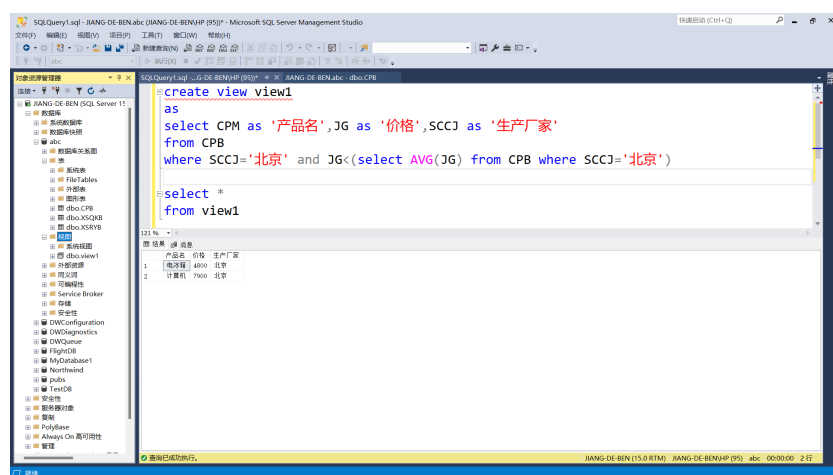 SQLQuery1.sql - JIANG-DE-BEN.abc (JIANG-DE-BEN\HP (95))* - Microsoft SQL Server Management Studio
快速启动 (Ctrl+Q)
文件(F) 编辑(E) 视图(V) 项目(P) 工具(T) 窗口(W) 帮助(H)
新建查询(N)
abc
执行(X)
对象资源管理器
SQLQuery1.sql -...G-DE-BEN\HP (95))*
JIANG-DE-BEN.abc - dbo.CPB
属性
连接
JIANG-DE-BEN (SQL Server 15
数据库
系统数据库
数据库快照
abc
数据库关系图
表
系统表
FileTables
外部表
图形表
dbo.CPB
dbo.XSQKB
dbo.XSRYB
视图
系统视图
dbo.view1
外部资源
同义词
可编程性
Service Broker
存储
安全性
DWConfiguration
DWDiagnostics
DWQueue
FlightDB
MyDatabase1
Northwind
pubs
TestDB
安全性
服务器对象
复制
PolyBase
Always On 高可用性
管理
create view view1
as
select CPM as '产品名',JG as '价格',SCCJ as '生产厂家'
from CPB
where SCCJ='北京' and JG<(select AVG(JG) from CPB where SCCJ='北京')
select *
from view1
121 %
结果 消息
产品名 价格 生产厂家
1 电冰箱 4800 北京
2 计算机 7900 北京
查询已成功执行。
JIANG-DE-BEN (15.0 RTM) JIANG-DE-BEN\HP (95) abc 00:00:00 2 行
就绪